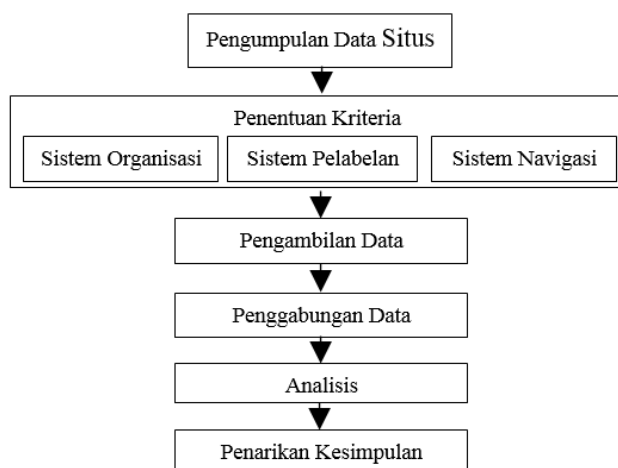 Pengumpulan Data Situs
Penentuan Kriteria
Sistem Organisasi
Sistem Pelabelan
Sistem Navigasi
Pengambilan Data
Penggabungan Data
Analisis
Penarikan Kesimpulan